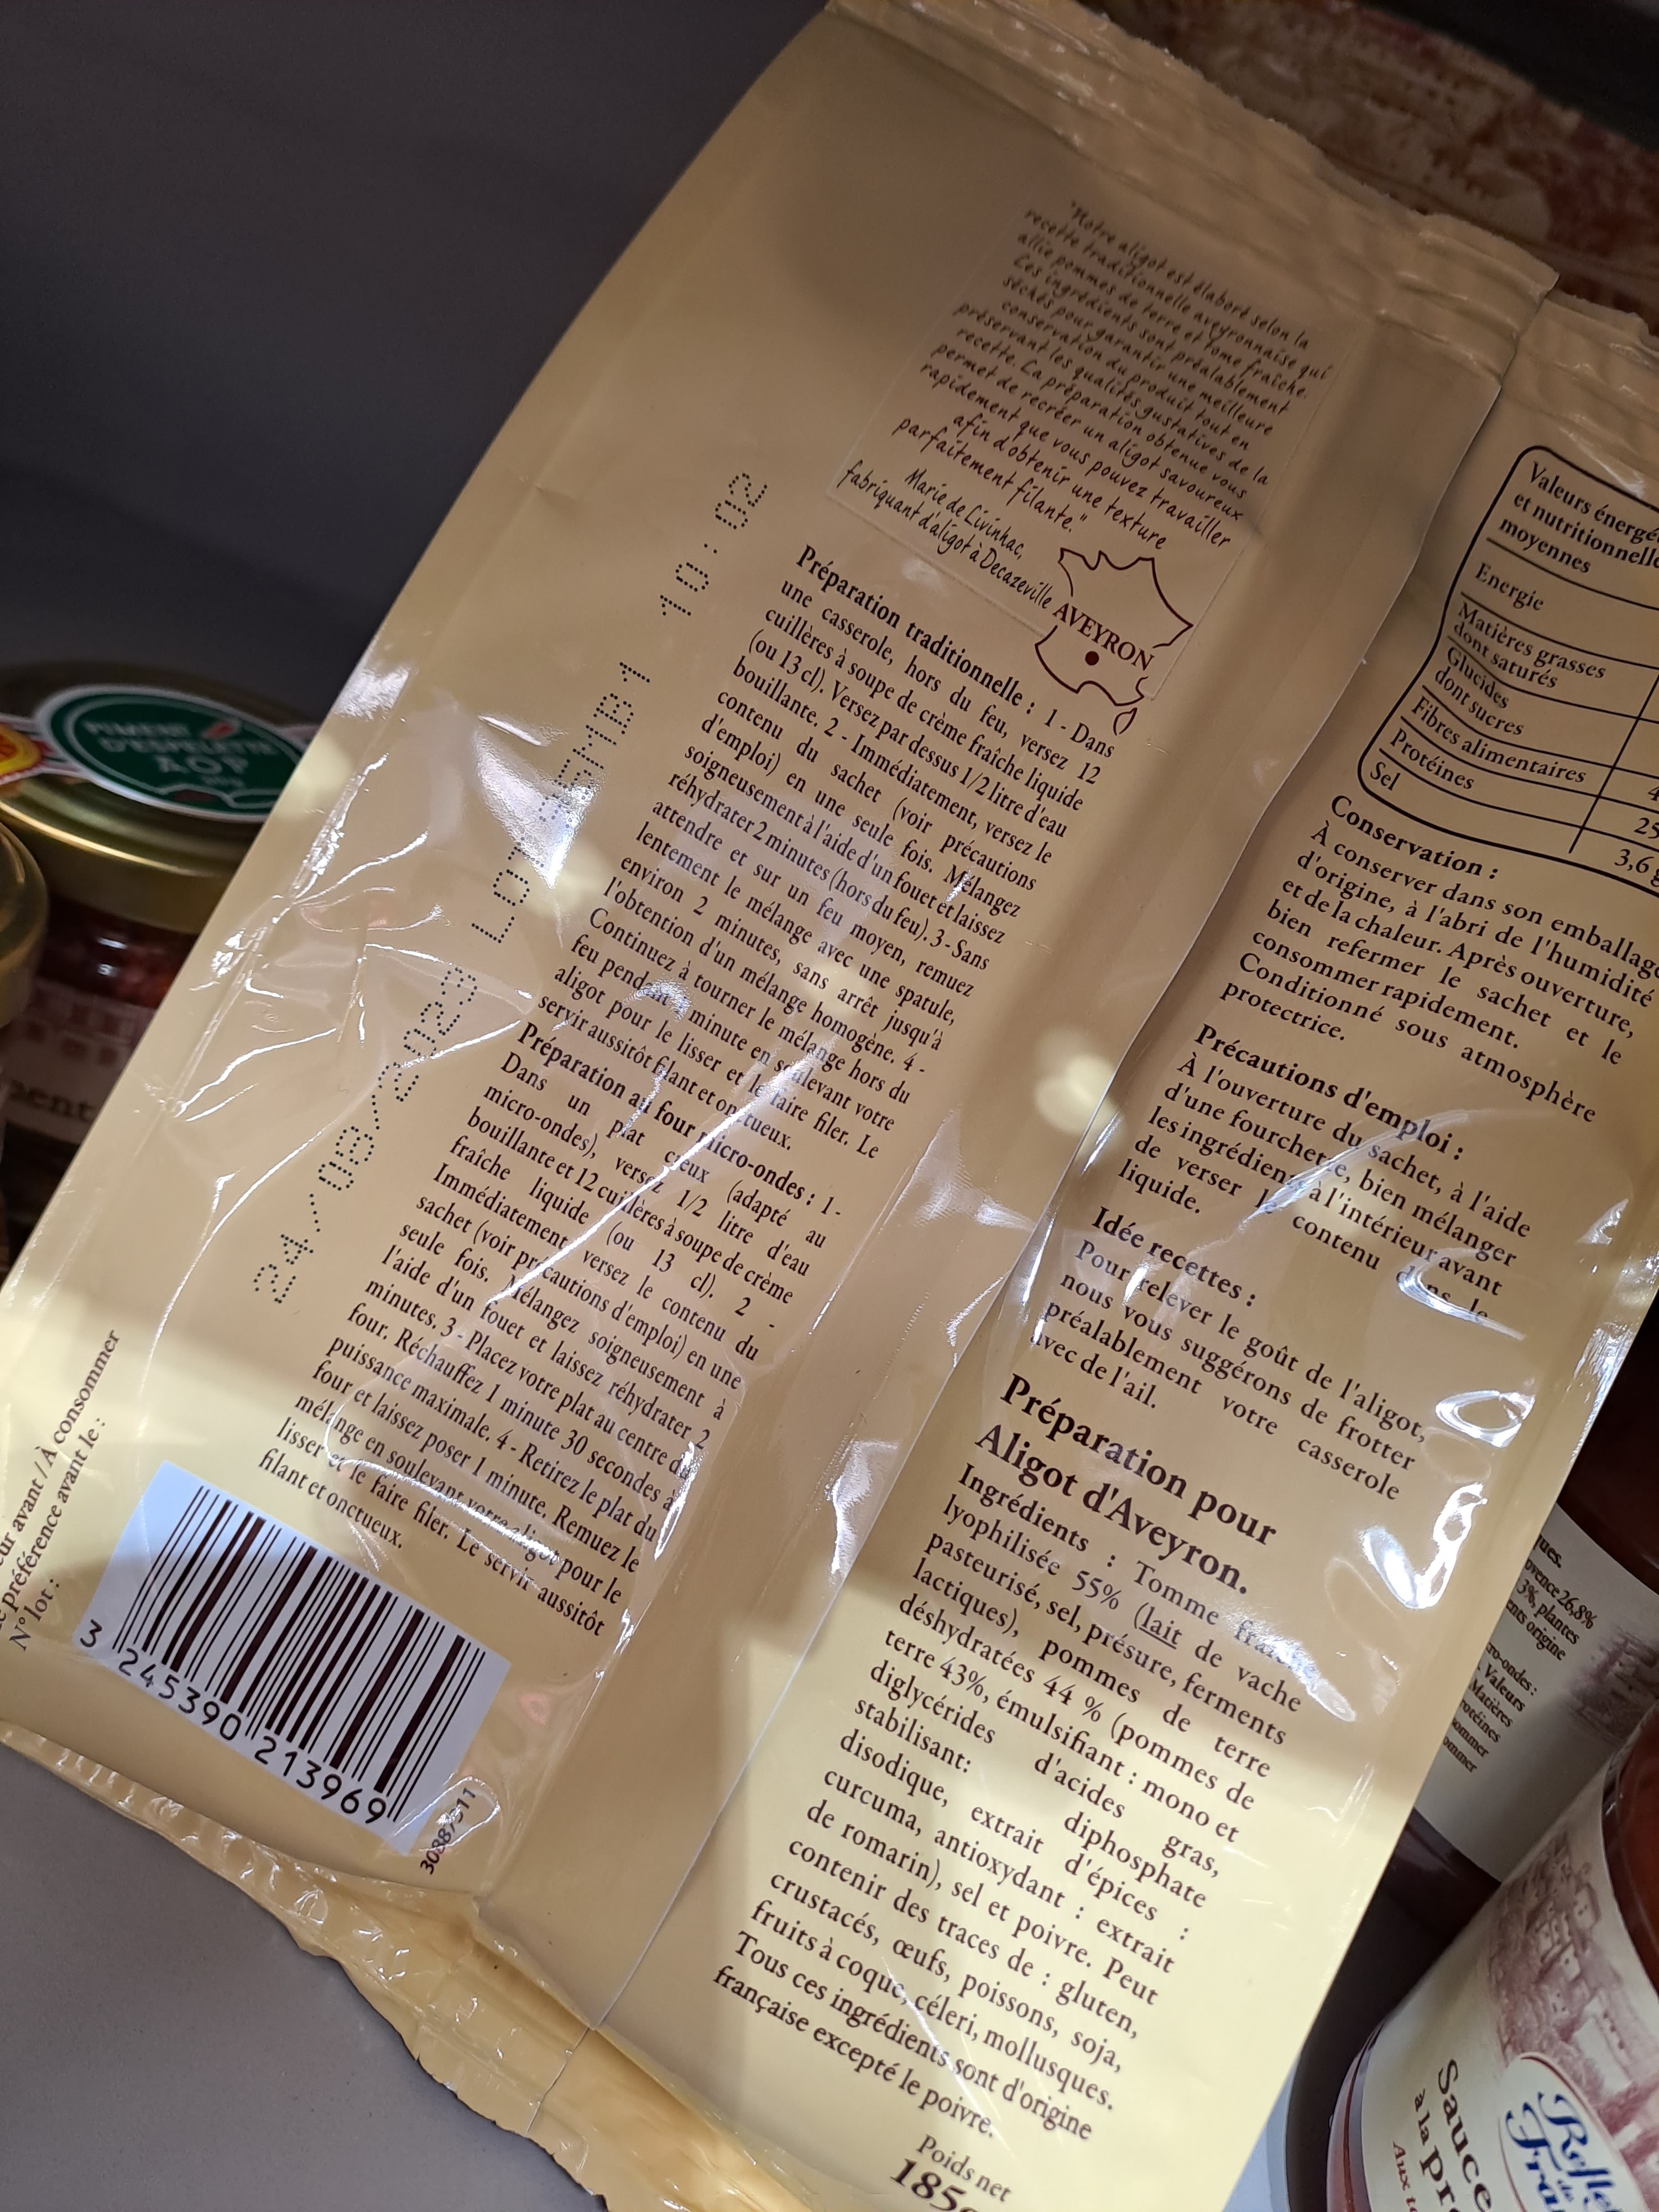 "Notre aligot est élaboré selon la
recette traditionnelle aveyronnaise qui
allie pommes de terre et tome fraîche.
Les ingrédients sont préalablement
séchés pour garantir une meilleure
conservation du produit tout en
préservant les qualités gustatives de la
recette. La préparation obtenue vous
permet de recréer un aligot savoureux
rapidement que vous pouvez travailler
afin d'obtenir une texture
parfaitement filante."
Marie de Livinhac,
fabriquant d'aligot à Decazeville
AVEYRON
Préparation traditionnelle : 1 - Dans
une casserole, hors du feu, versez 12
cuillères à soupe de crème fraîche liquide
(ou 13 cl). Versez par dessus 1/2 litre d'eau
bouillante. 2 - Immédiatement, versez le
contenu du sachet (voir précautions
d'emploi) en une seule fois. Mélangez
soigneusement à l'aide d'un fouet et laissez
réhydrater 2 minutes (hors du feu). 3 - Sans
attendre et sur un feu moyen, remuez
lentement le mélange avec une spatule,
environ 2 minutes, sans arrêt jusqu'à
l'obtention d'un mélange homogène. 4 -
Continuez à tourner le mélange hors du
feu pendant minute en soulevant votre
aligot pour le lisser et le faire filer. Le
servir aussitôt filant et onctueux.
Préparation au four micro-ondes : 1 -
Dans un plat creux (adapté au
micro-ondes), versez 1/2 litre d'eau
bouillante et 12 cuillères à soupe de crème
fraîche liquide (ou 13 cl). 2 -
Immédiatement versez le contenu du
sachet (voir précautions d'emploi) en une
seule fois. Mélangez soigneusement à
l'aide d'un fouet et laissez réhydrater 2
minutes. 3 - Placez votre plat au centre du
four. Réchauffez 1 minute 30 secondes à
puissance maximale. 4 - Retirez le plat du
four et laissez poser 1 minute. Remuez le
mélange en soulevant votre aligot pour le
lisser et le faire filer. Le servir aussitôt
filant et onctueux.
24/09/2023 Lot 10:02
avant / À consommer
de préférence avant le :
N° lot :
3 245390 213969
Valeurs
et
moyennes
Energie
Matières grasses
dont saturés
Glucides
dont sucres
Fibres alimentaires
Protéines
Sel
3,6 g
Conservation :
À conserver dans son emballage
d'origine, à l'abri de l'humidité
et de la chaleur. Après ouverture,
bien refermer le sachet et le
consommer rapidement.
Conditionné sous atmosphère
protectrice.
Précautions d'emploi :
À l'ouverture du sachet, à l'aide
d'une fourchette, bien mélanger
les ingrédients à l'intérieur avant
de verser le contenu dans le
liquide.
Idée recettes :
Pour relever le goût de l'aligot,
nous vous suggérons de frotter
préalablement votre casserole
avec de l'ail.
Préparation pour
Aligot d'Aveyron.
Ingrédients : Tomme fraîche
lyophilisée 55% (lait de vache
pasteurisé, sel, présure, ferments
lactiques), pommes de terre
déshydratées 44 % (pommes de
terre 43%, émulsifiant : mono et
diglycérides d'acides gras,
stabilisant: diphosphate
disodique, extrait d'épices :
curcuma, antioxydant : extrait
de romarin), sel et poivre. Peut
contenir des traces de : gluten,
crustacés, œufs, poissons, soja,
fruits à coque, céleri, mollusques.
Tous ces ingrédients sont d'origine
française excepté le poivre.
Poids net
185
PIMENT
D'ESPELETTE
AOP
26,8%
3%, plantes
origine
Valeurs
Matières
Sauce
à la